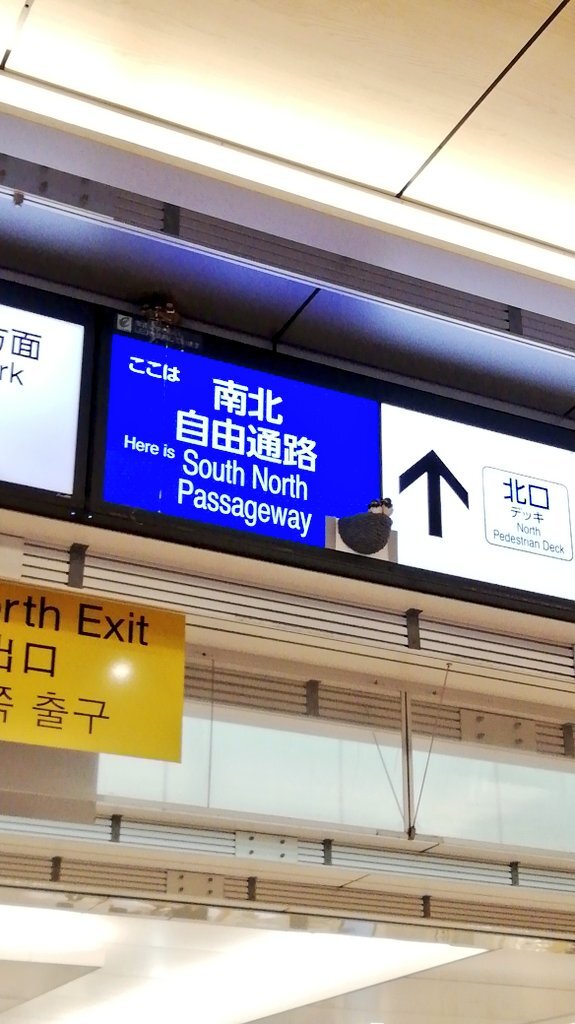 方面
rk
ここは
南北
自由通路
Here is
South North
Passageway
北口
デッキ
North
Pedestrian Deck
rth Exit
出口
쪽 출구